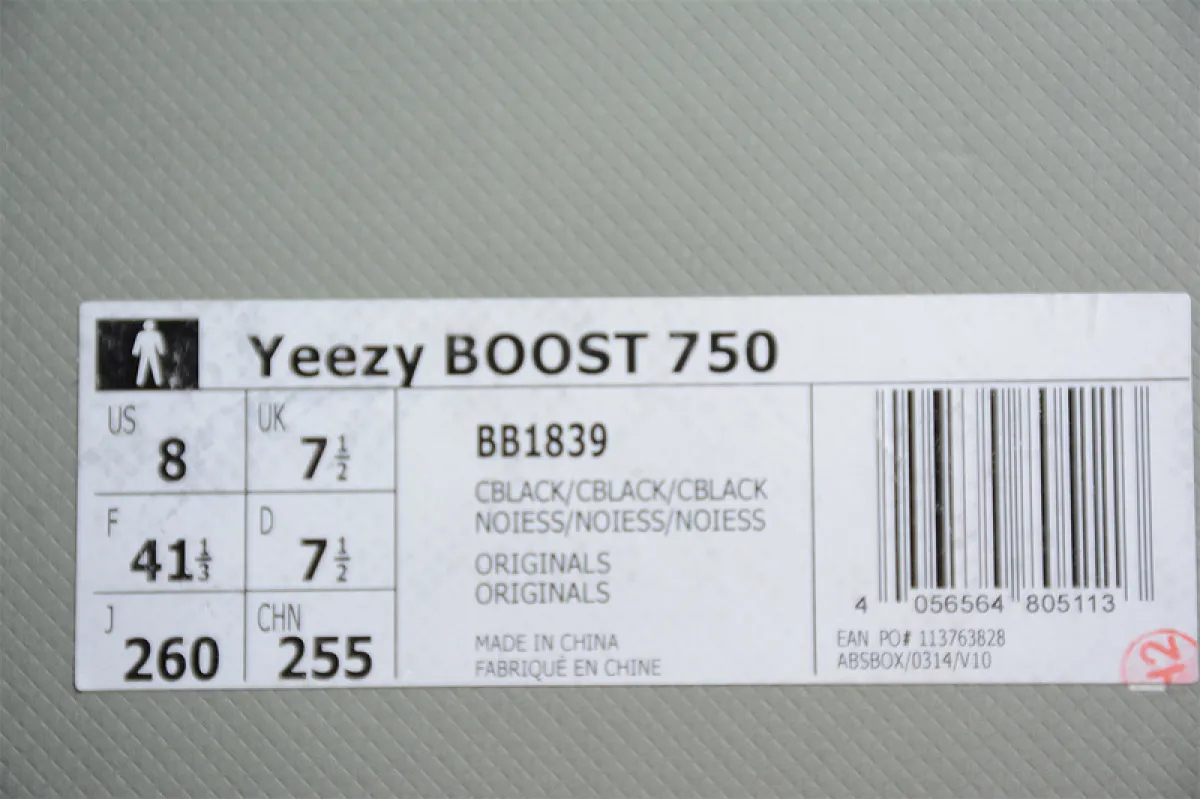 Yeezy BOOST 750
US 8
UK 7½
F 41⅓
D 7½
J 260
CHN 255
BB1839
CBLACK/CBLACK/CBLACK
NOIESS/NOIESS/NOIESS
ORIGINALS
ORIGINALS
MADE IN CHINA
FABRIQUÈ EN CHINE
4 056564 805113
EAN PO# 113763828
ABSBOX/0314/V10
12